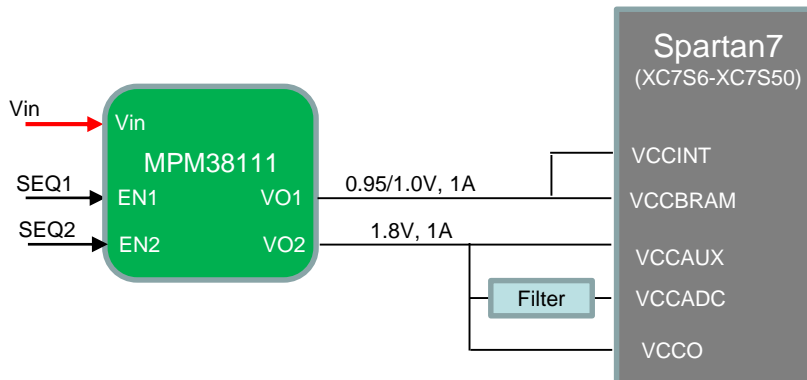 Spartan7
(XC7S6-XC7S50)
Vin
Vin
MPM38111
SEQ1
EN1
VO1
0.95/1.0V, 1A
VCCINT
VCCBRAM
SEQ2
EN2
VO2
1.8V, 1A
VCCAUX
Filter
VCCADC
VCCO